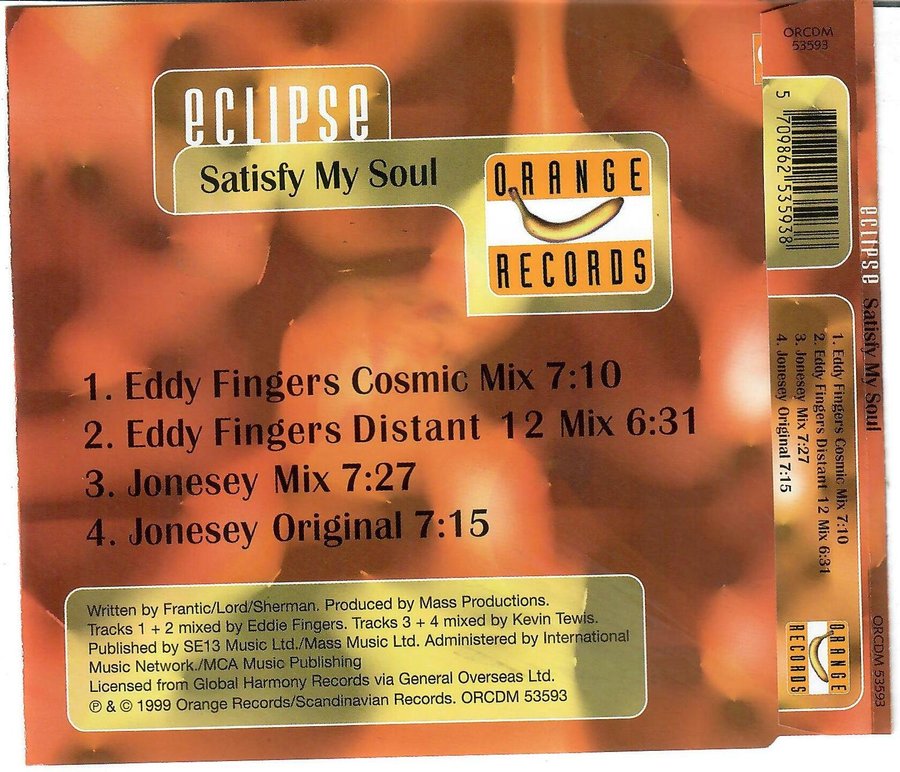 eclipse
Satisfy My Soul
ORANGE
RECORDS
1. Eddy Fingers Cosmic Mix 7:10
2. Eddy Fingers Distant 12 Mix 6:31
3. Jonesey Mix 7:27
4. Jonesey Original 7:15
Written by Frantic/Lord/Sherman. Produced by Mass Productions.
Tracks 1 + 2 mixed by Eddie Fingers. Tracks 3 + 4 mixed by Kevin Tewis.
Published by SE13 Music Ltd./Mass Music Ltd. Administered by International
Music Network./MCA Music Publishing
Licensed from Global Harmony Records via General Overseas Ltd.
℗ & © 1999 Orange Records/Scandinavian Records. ORCDM 53593
ORCDM
53593
5 709862 535938
eclipse Satisfy My Soul
ORCDM 53593
1. Eddy Fingers Cosmic Mix 7:10
2. Eddy Fingers Distant 12 Mix 6:31
3. Jonesey Mix 7:27
4. Jonesey Original 7:15
ORANGE
RECORDS